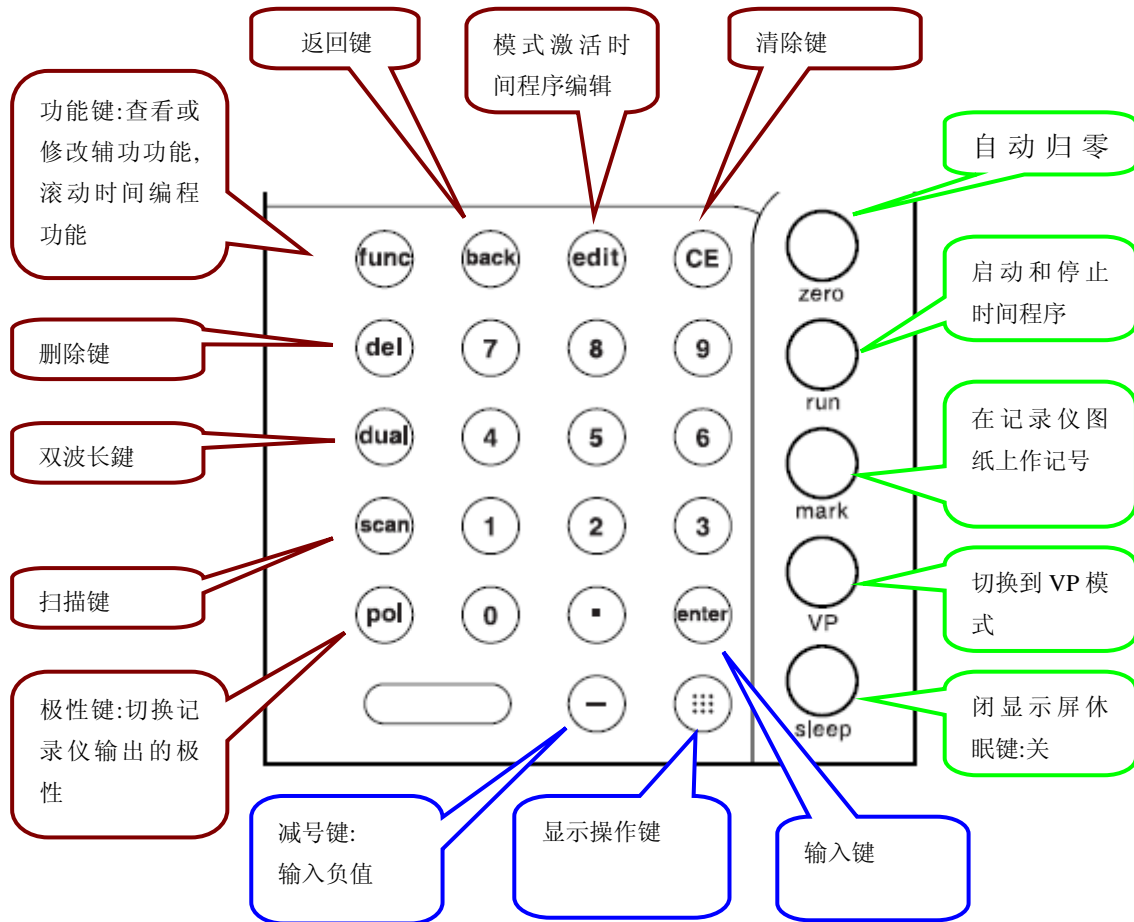 返回键
模式激活时
间程序编辑
清除键
功能键:查看或
修改辅功功能,
滚动时间编程
功能
自动归零
func
back
edit
CE
zero
启动和停止
时间程序
删除键
del
7
8
9
run
双波长鍵
dual
4
5
6
在记录仪图
纸上作记号
mark
扫描键
scan
1
2
3
切换到 VP 模
式
VP
pol
0
.
enter
极性键:切换记
录仪输出的极
性
–
sleep
闭显示屏休
眠键:关
减号键:
输入负值
显示操作键
输入键